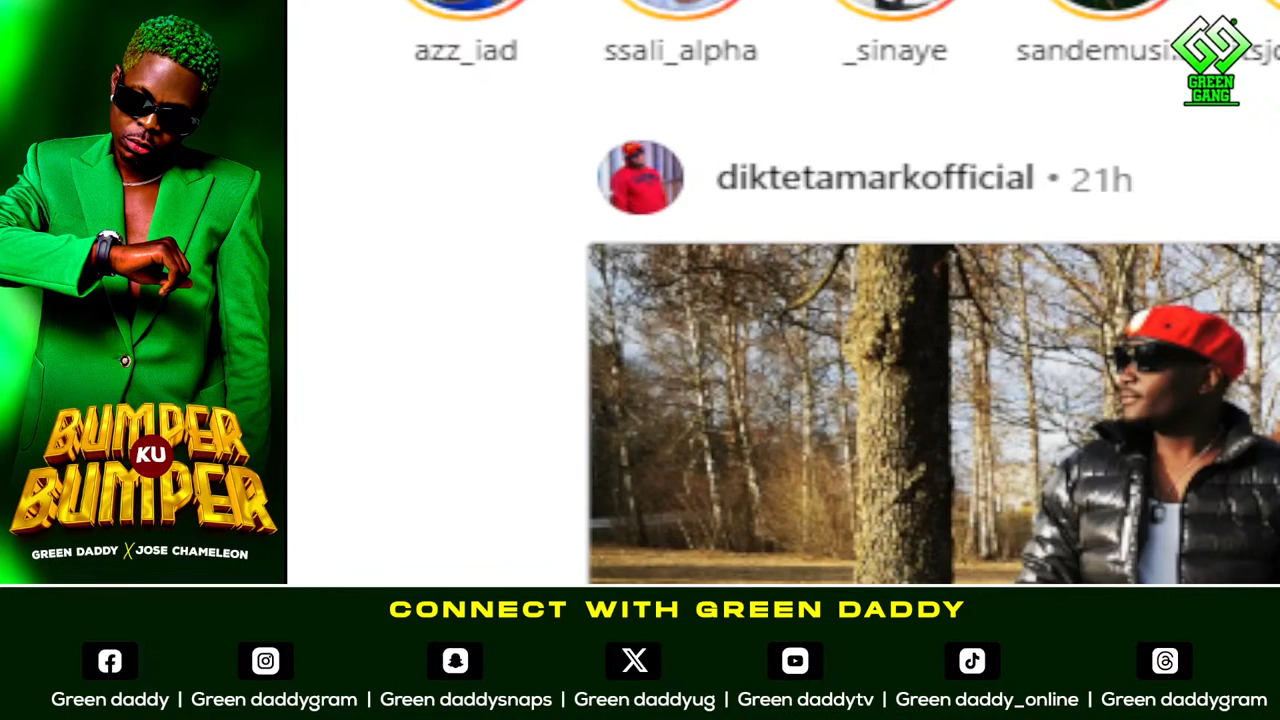 azz_iad
ssali_alpha
_sinaye
sandemusi...
GREEN
GANG
diktetamarkofficial • 21h
BUMPER
KU
BUMPER
GREEN DADDY X JOSE CHAMELEON
CONNECT WITH GREEN DADDY
Green daddy | Green daddygram | Green daddysnaps | Green daddyug | Green daddytv | Green daddy_online | Green daddygram